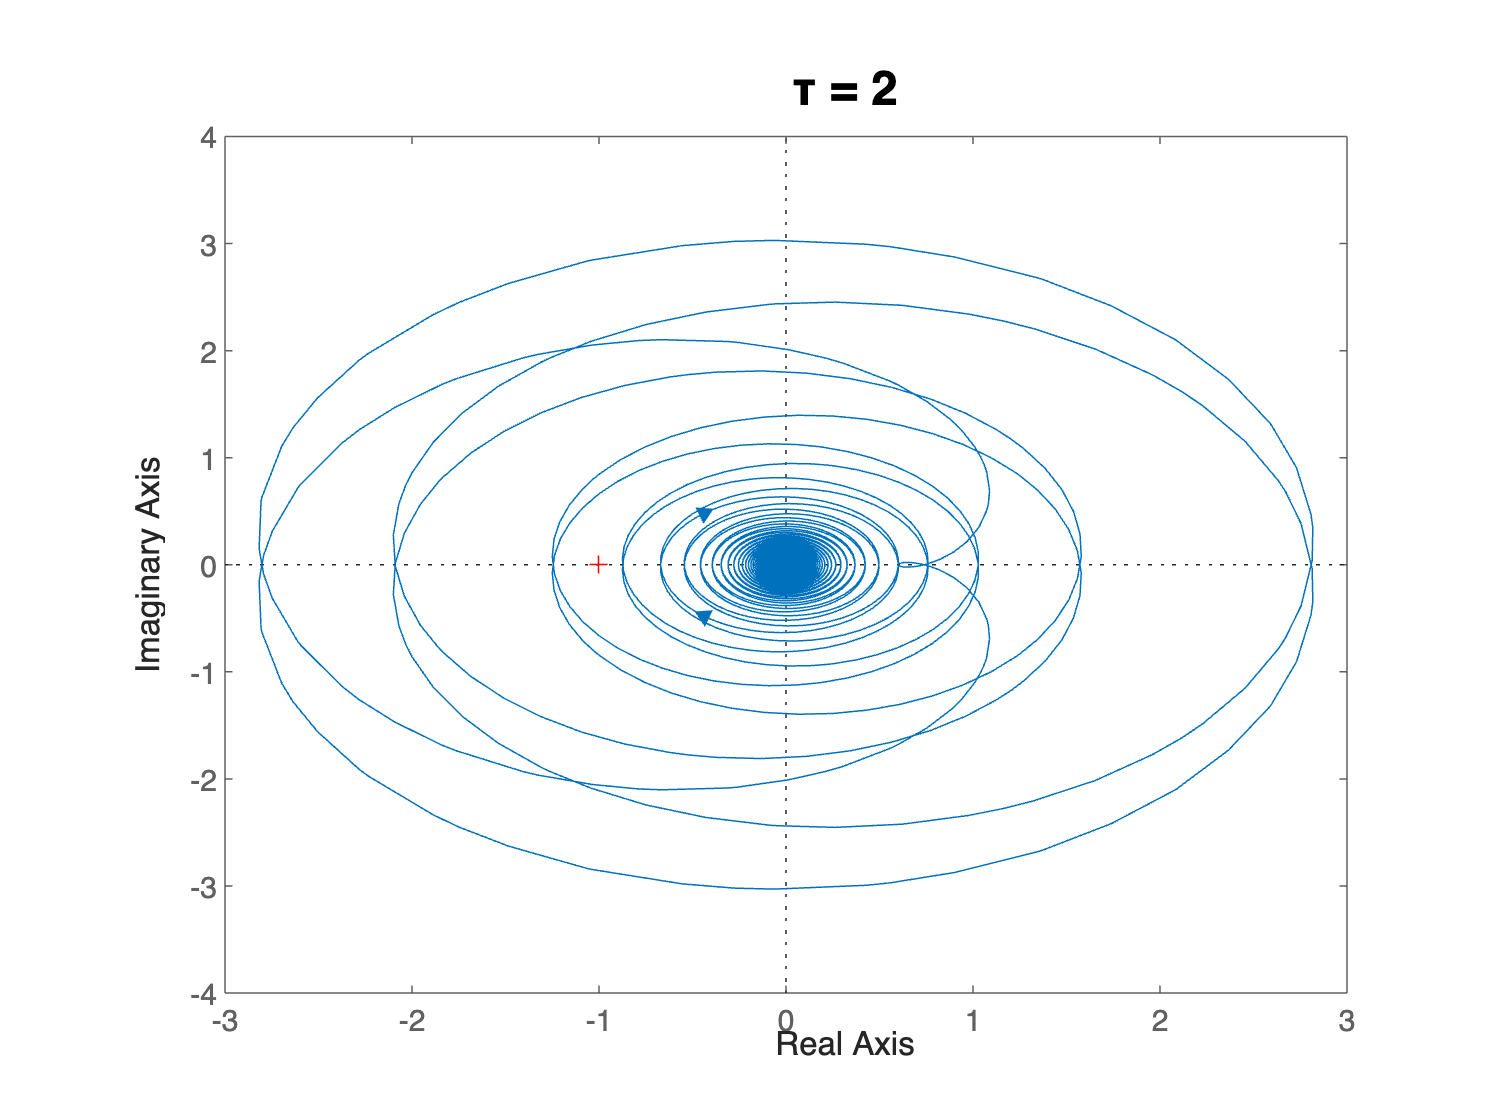 τ = 2
4
3
2
1
0
-1
-2
-3
-4
Imaginary Axis
-3 -2 -1 0 1 2 3
Real Axis